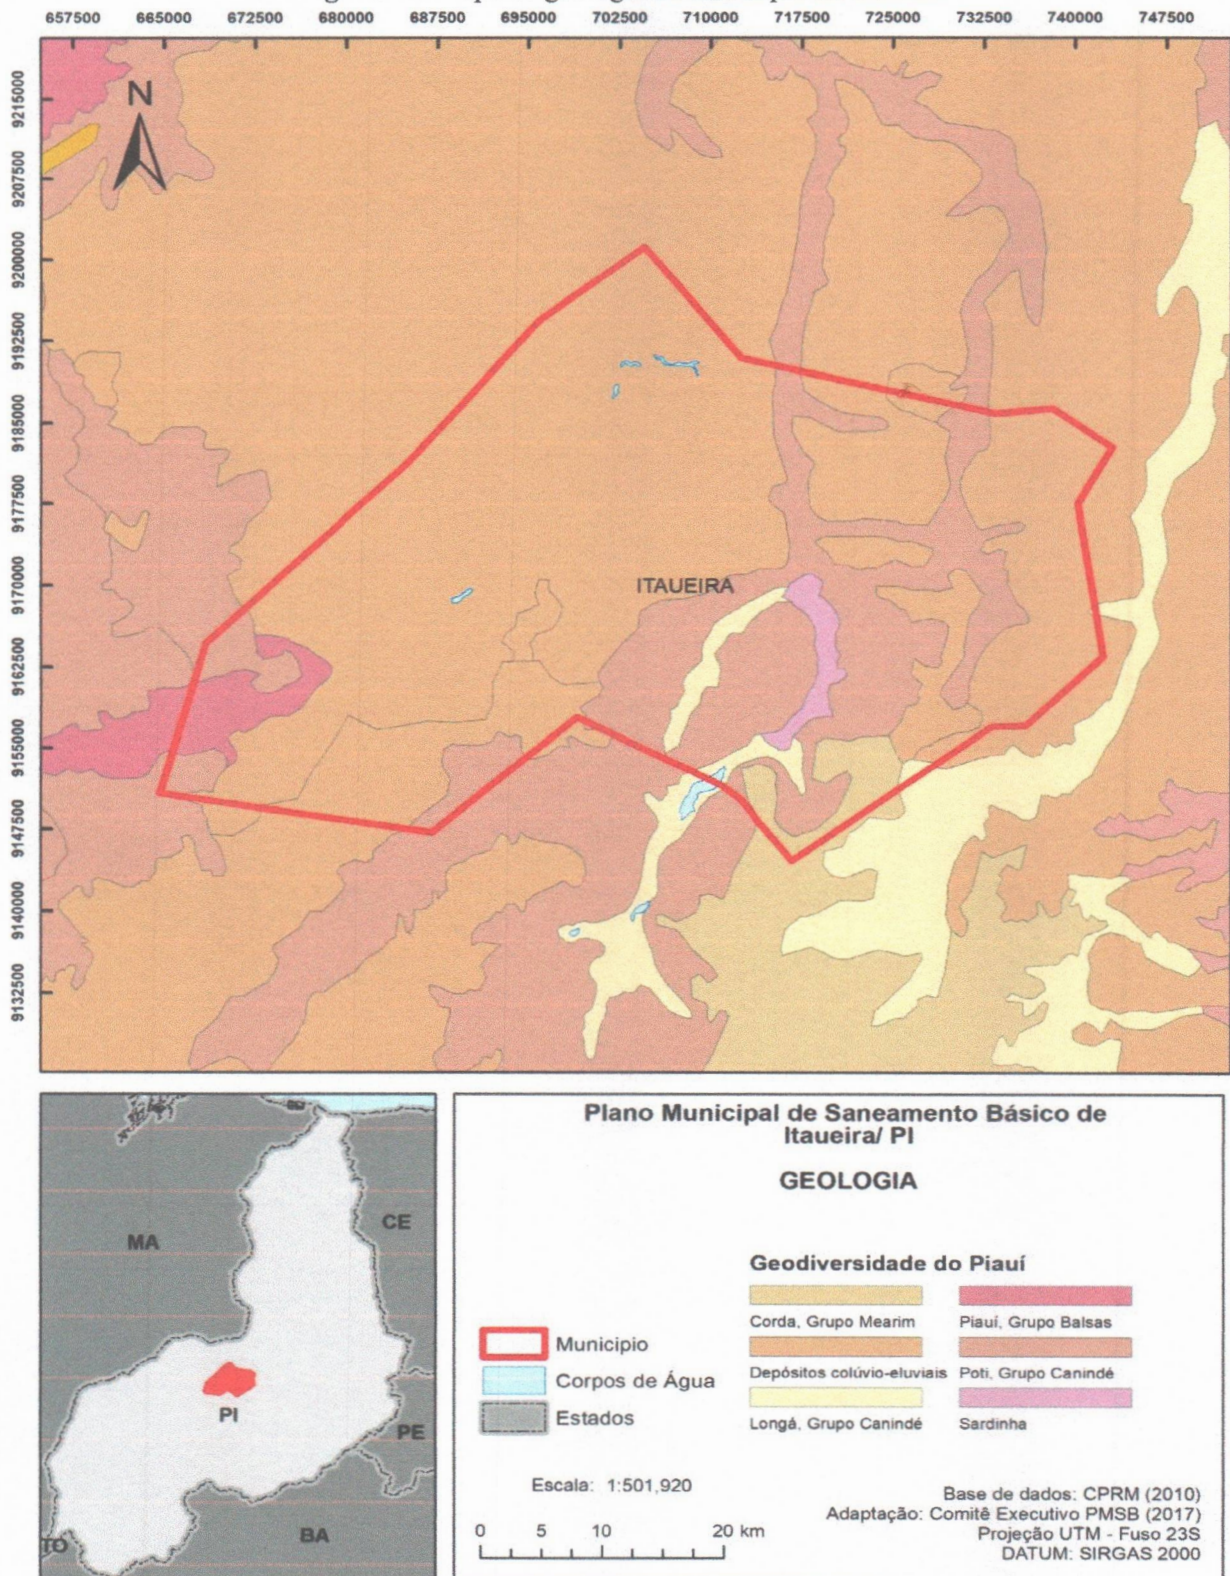 657500 665000 672500 680000 687500 695000 702500 710000 717500 725000 732500 740000 747500
N
9215000
9207500
9200000
9192500
9185000
9177500
9170000
9162500
9155000
9147500
9140000
9132500
ITAUEIRA
MA
CE
PI
PE
TO
BA
Plano Municipal de Saneamento Básico de
Itaueira/ PI
GEOLOGIA
Geodiversidade do Piauí
Corda, Grupo Mearim
Piauí, Grupo Balsas
Depósitos colúvio-eluviais
Poti, Grupo Canindé
Longá, Grupo Canindé
Sardinha
Municipio
Corpos de Água
Estados
Escala: 1:501,920
0 5 10 20 km
Base de dados: CPRM (2010)
Adaptação: Comitê Executivo PMSB (2017)
Projeção UTM - Fuso 23S
DATUM: SIRGAS 2000